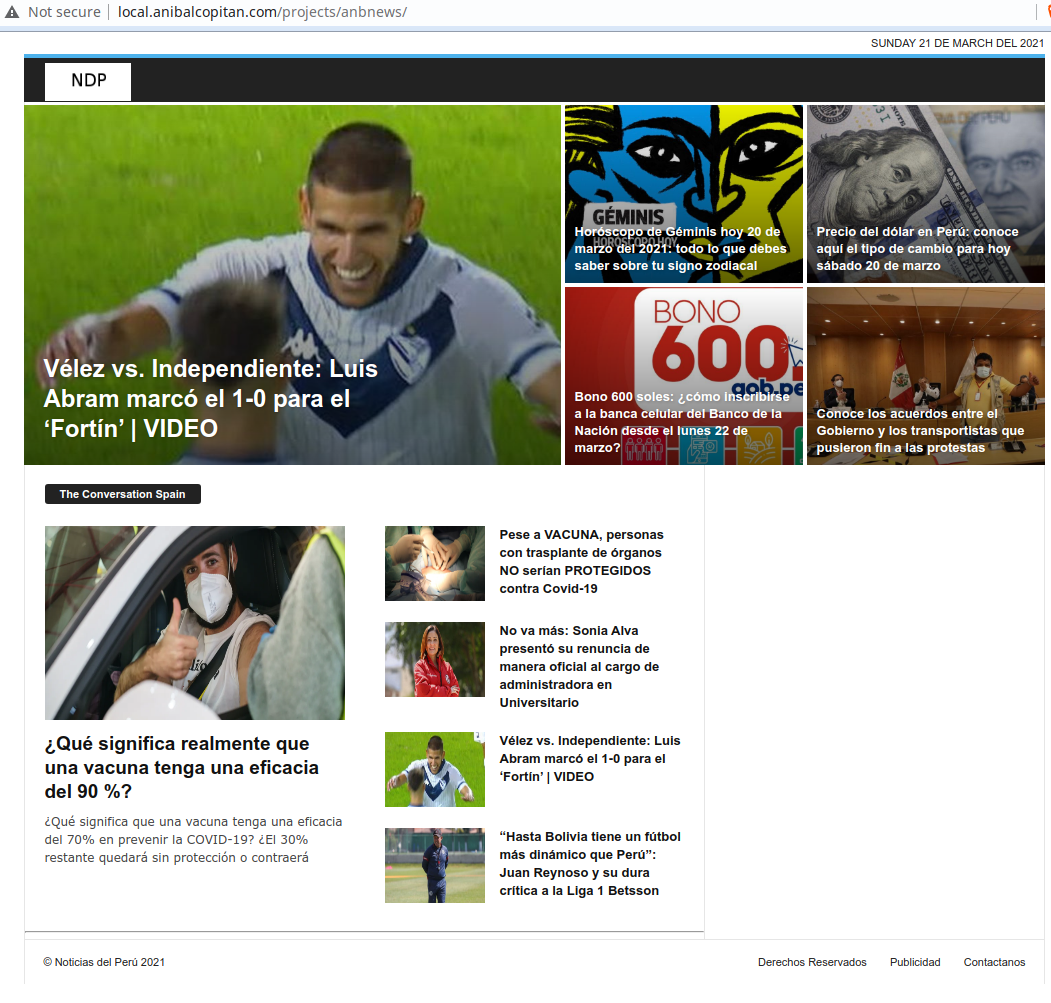 Not secure local.anibalcopitan.com/projects/anbnews/
SUNDAY 21 DE MARCH DEL 2021
NDP
Vélez vs. Independiente: Luis
Abram marcó el 1-0 para el
‘Fortín’ | VIDEO
GÉMINIS
HORÓSCOPO HOY
Horóscopo de Géminis hoy 20 de
marzo del 2021: todo lo que debes
saber sobre tu signo zodiacal
Precio del dólar en Perú: conoce
aquí el tipo de cambio para hoy
sábado 20 de marzo
BONO
600
gob.pe
Bono 600 soles: ¿cómo inscribirse
a la banca celular del Banco de la
Nación desde el lunes 22 de
marzo?
Conoce los acuerdos entre el
Gobierno y los transportistas que
pusieron fin a las protestas
The Conversation Spain
¿Qué significa realmente que
una vacuna tenga una eficacia
del 90 %?
¿Qué significa que una vacuna tenga una eficacia
del 70% en prevenir la COVID-19? ¿El 30%
restante quedará sin protección o contraerá
Pese a VACUNA, personas
con trasplante de órganos
NO serían PROTEGIDOS
contra Covid-19
No va más: Sonia Alva
presentó su renuncia de
manera oficial al cargo de
administradora en
Universitario
Vélez vs. Independiente: Luis
Abram marcó el 1-0 para el
‘Fortín’ | VIDEO
“Hasta Bolivia tiene un fútbol
más dinámico que Perú”:
Juan Reynoso y su dura
crítica a la Liga 1 Betsson
© Noticias del Perú 2021
Derechos Reservados Publicidad Contactanos